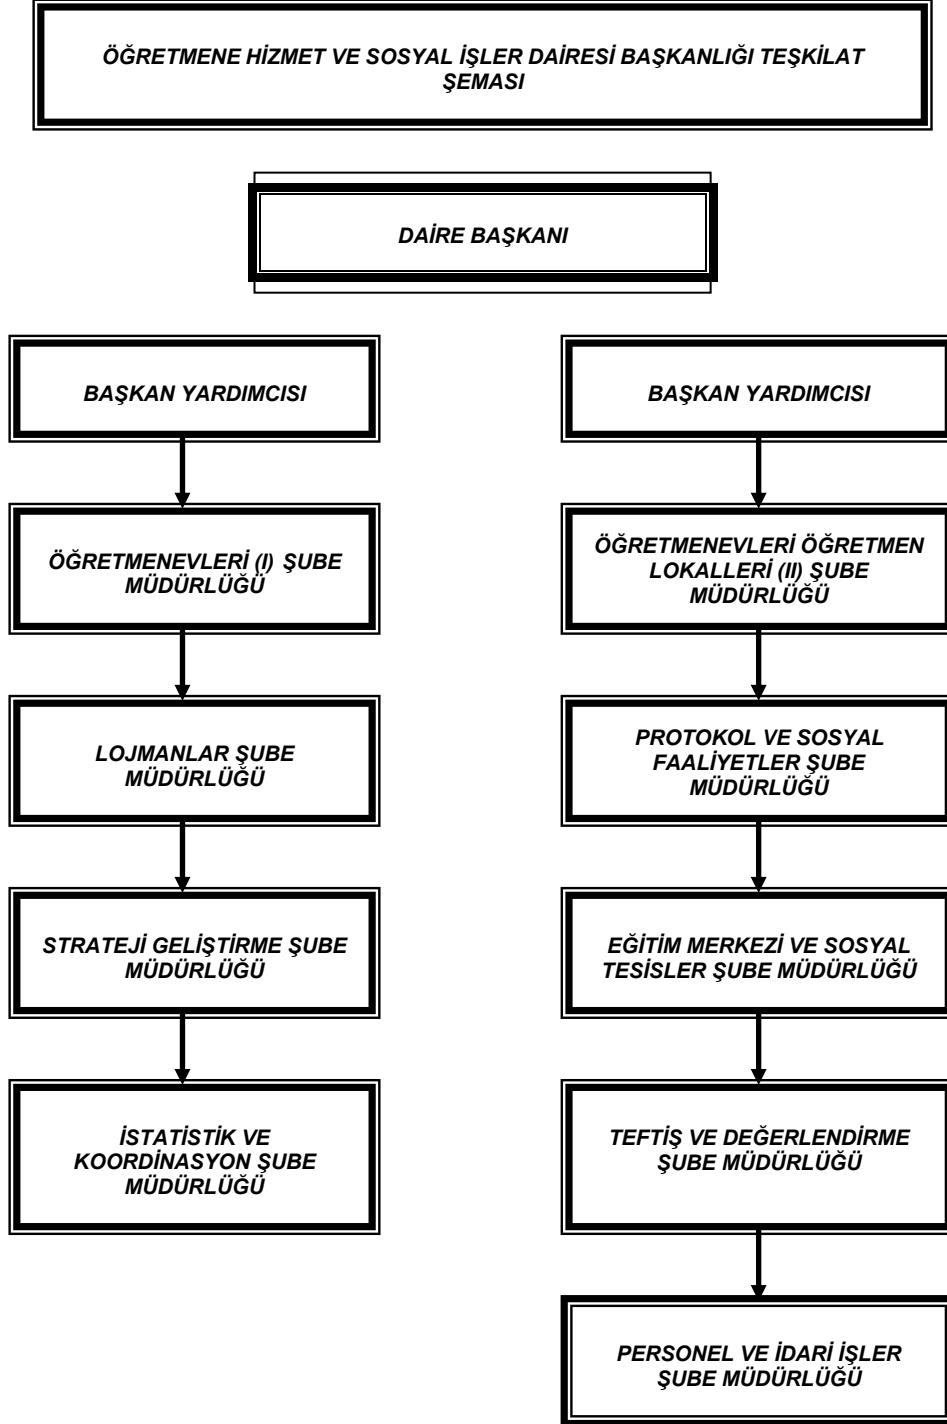 ÖĞRETMENE HİZMET VE SOSYAL İŞLER DAİRESİ BAŞKANLIĞI TEŞKİLAT
ŞEMASI
DAİRE BAŞKANI
BAŞKAN YARDIMCISI
ÖĞRETMENEVLERİ (I) ŞUBE
MÜDÜRLÜĞÜ
LOJMANLAR ŞUBE
MÜDÜRLÜĞÜ
STRATEJİ GELİŞTİRME ŞUBE
MÜDÜRLÜĞÜ
İSTATİSTİK VE
KOORDİNASYON ŞUBE
MÜDÜRLÜĞÜ
BAŞKAN YARDIMCISI
ÖĞRETMENEVLERİ ÖĞRETMEN
LOKALLERİ (II) ŞUBE
MÜDÜRLÜĞÜ
PROTOKOL VE SOSYAL
FAALİYETLER ŞUBE
MÜDÜRLÜĞÜ
EĞİTİM MERKEZİ VE SOSYAL
TESİSLER ŞUBE MÜDÜRLÜĞÜ
TEFTİŞ VE DEĞERLENDİRME
ŞUBE MÜDÜRLÜĞÜ
PERSONEL VE İDARİ İŞLER
ŞUBE MÜDÜRLÜĞÜ